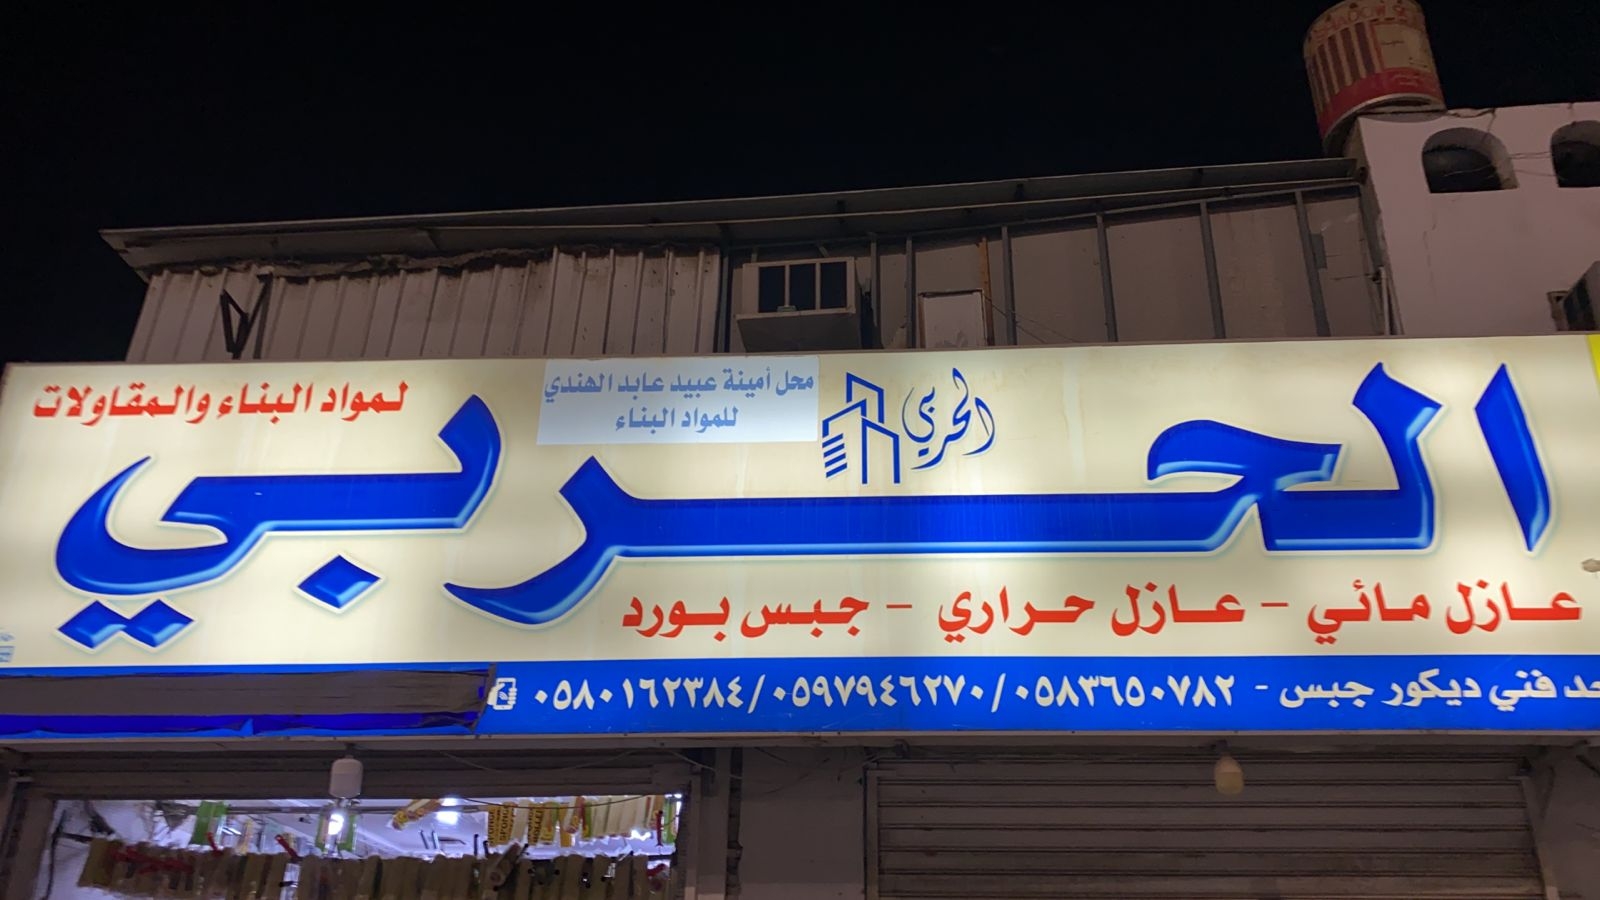 محل أمينة عبيد عابد الهندي
للمواد البناء
لمواد البناء والمقاولات
الحربي
الحربي
عازل مائي - عازل حراري - جبس بورد
فني ديكور جبس - ٠٥٨٣٦٥٠٧٨٢/٠٥٩٧٩٤٦٢٧٠/٠٥٨٠١٦٢٣٨٤